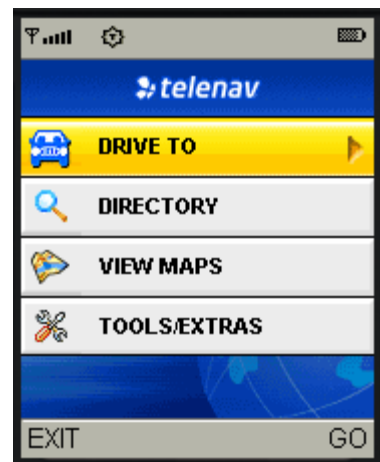 telenav
DRIVE TO
DIRECTORY
VIEW MAPS
TOOLS/EXTRAS
EXIT GO